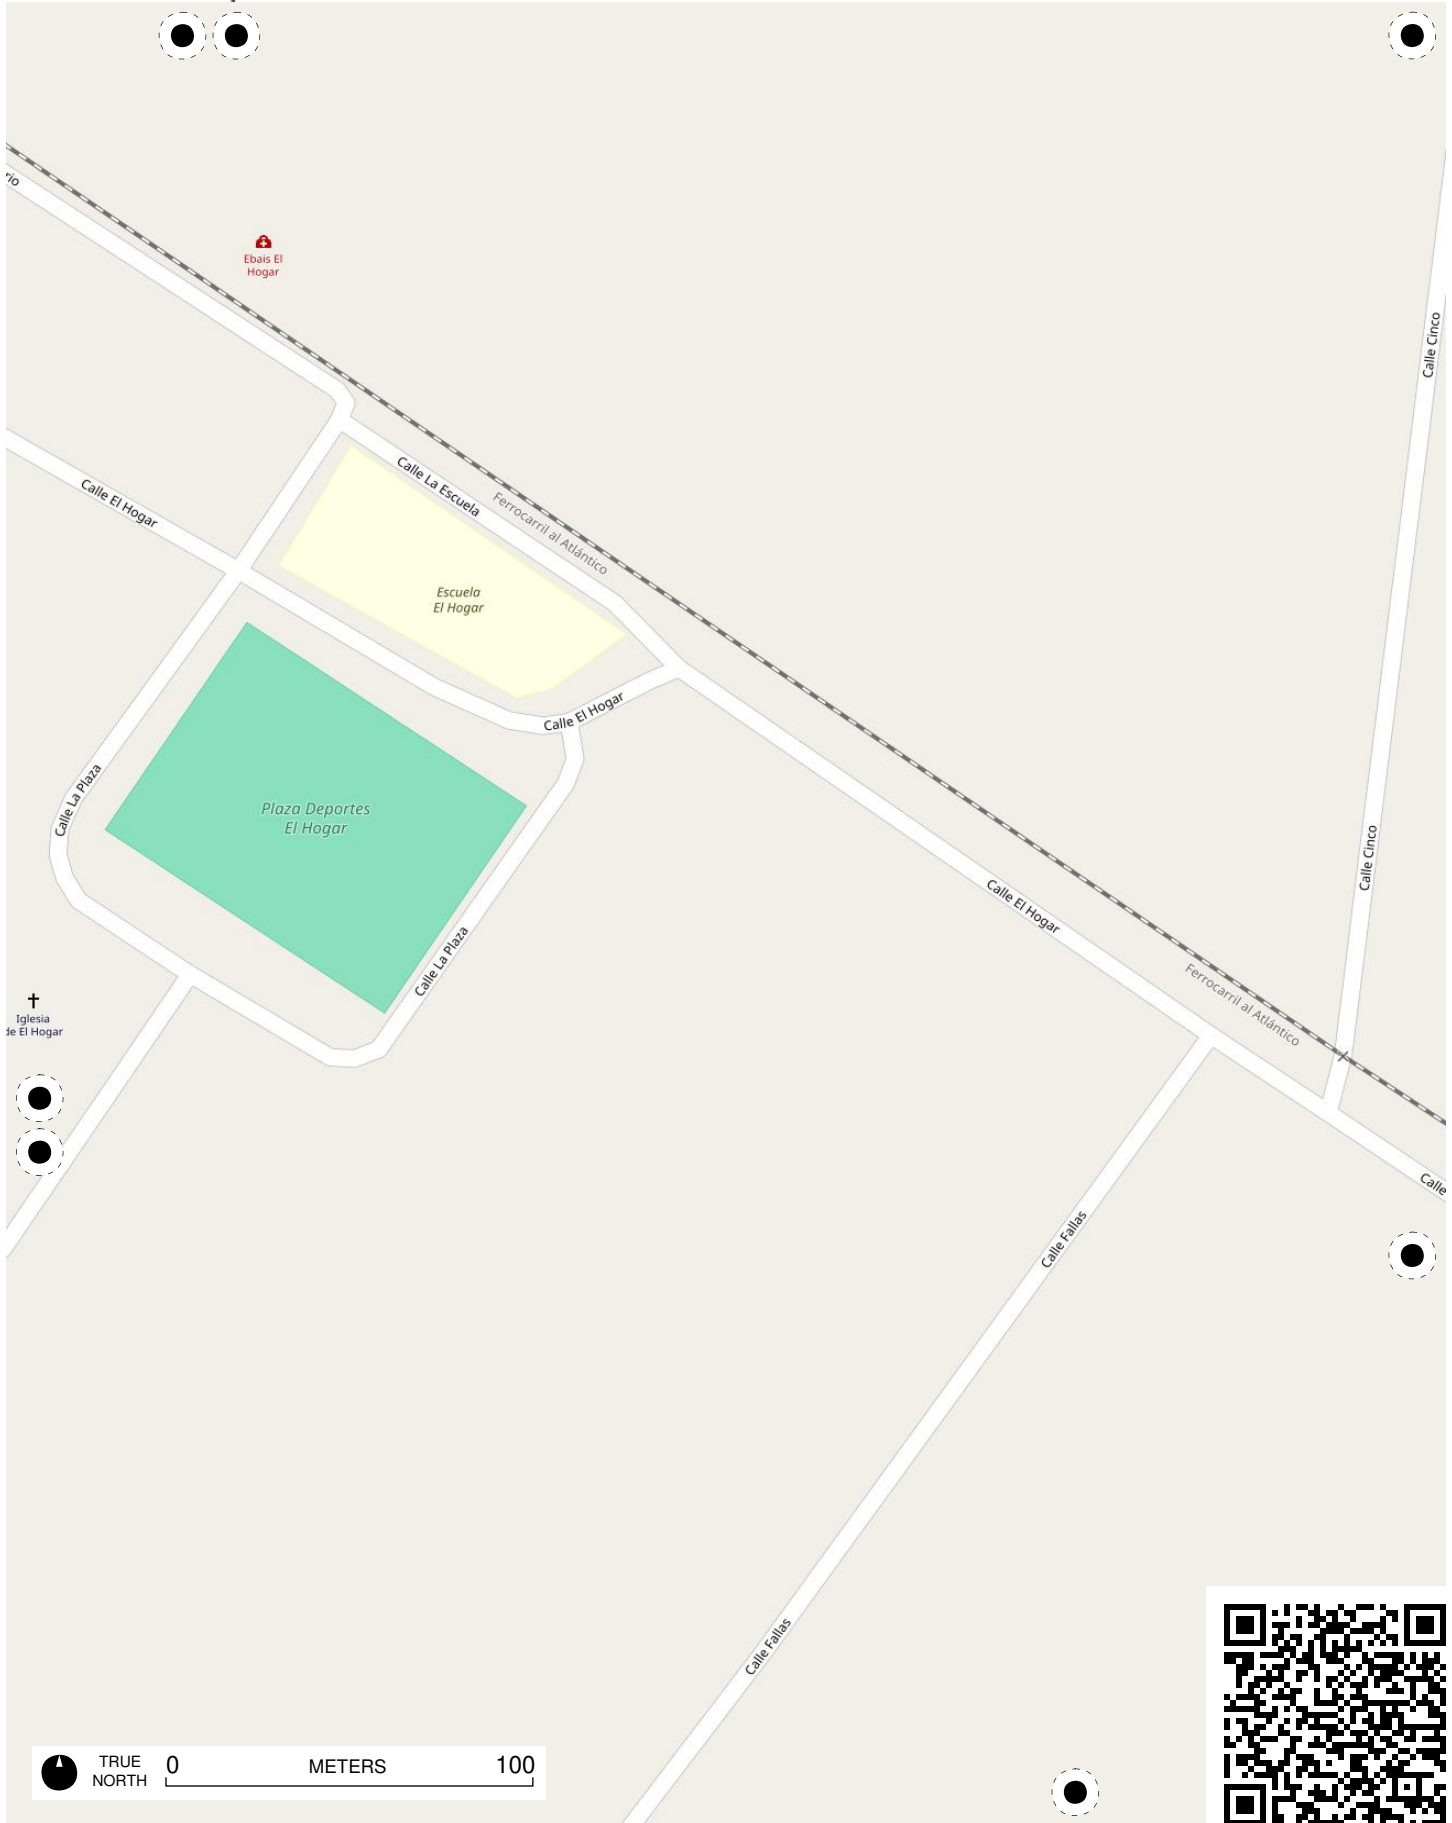 rio
Ebais El
Hogar
Calle Cinco
Calle La Escuela
Calle El Hogar
Ferrocarril al Atlántico
Escuela
El Hogar
Calle El Hogar
Calle La Plaza
Plaza Deportes
El Hogar
Calle Cinco
Calle El Hogar
Calle La Plaza
Ferrocarril al Atlántico
Iglesia
de El Hogar
Calle
Calle Fallas
Calle Fallas
TRUE
NORTH
0 METERS 100